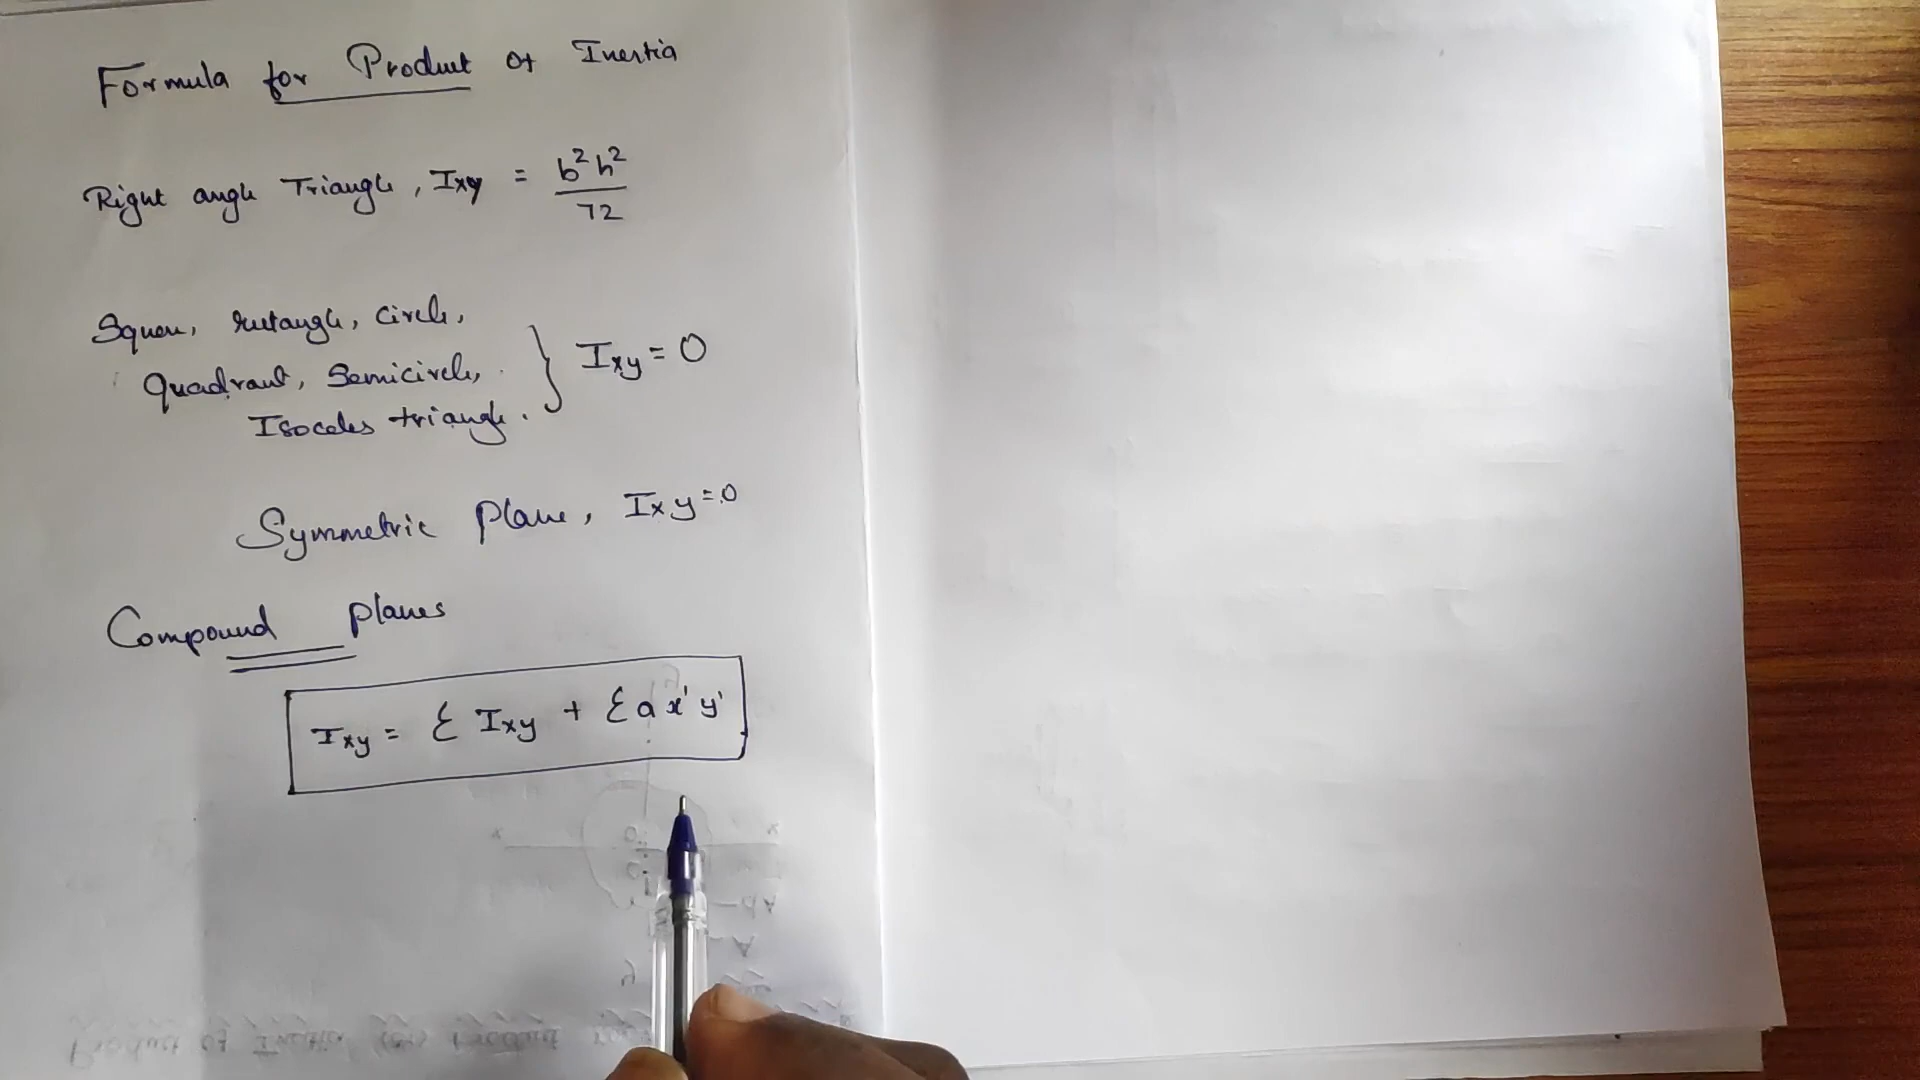 Formula for Product of Inertia
Right angle Triangle, Ixy = b²h²/72
Square, rectangle, circle,
Quadrant, Semicircle,
Isoceles triangle. } Ixy = 0
Symmetric plane, Ixy = 0
Compound planes
Ixy = Σ Ixy + Σ a x' y'